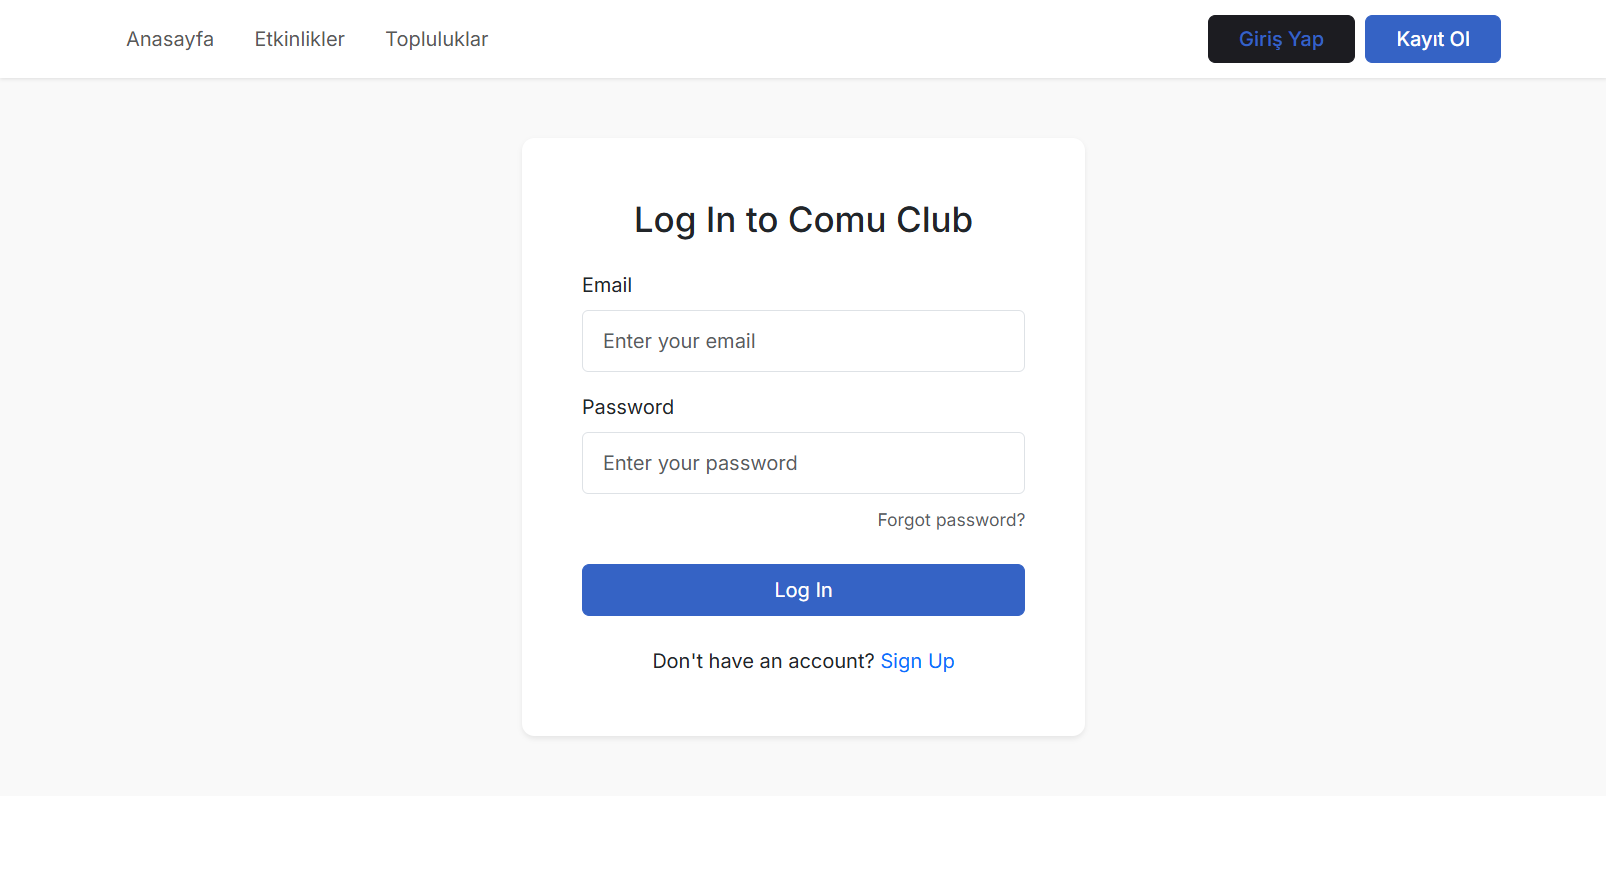 Anasayfa Etkinlikler Topluluklar Giriş Yap Kayıt Ol
Log In to Comu Club
Email
Enter your email
Password
Enter your password
Forgot password?
Log In
Don't have an account? Sign Up